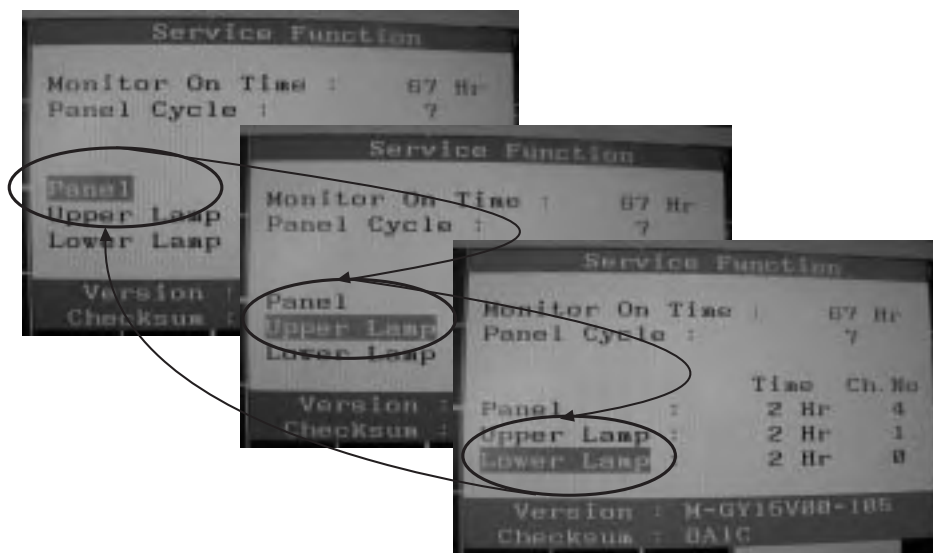 Service Function
Monitor On Time : 67 Hr
Panel Cycle : 7
Panel
Upper Lamp
Lower Lamp
Version :
Checksum :
Service Function
Monitor On Time : 67 Hr
Panel Cycle : 7
Panel
Upper Lamp
Lower Lamp
Version :
Checksum :
Service Function
Monitor On Time : 67 Hr
Panel Cycle : 7
Time Ch.No
Panel : 2 Hr 4
Upper Lamp : 2 Hr 1
Lower Lamp : 2 Hr 0
Version : M-GY15V00-105
Checksum : 0A1C